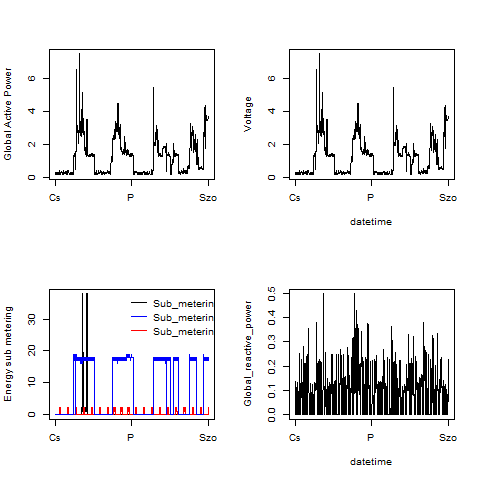 Global Active Power
0 2 4 6
Cs P Szo
Voltage
0 2 4 6
Cs P Szo
datetime
Energy sub metering
0 10 20 30
Sub_meterin
Sub_meterin
Sub_meterin
Cs P Szo
Global_reactive_power
0.0 0.1 0.2 0.3 0.4 0.5
Cs P Szo
datetime